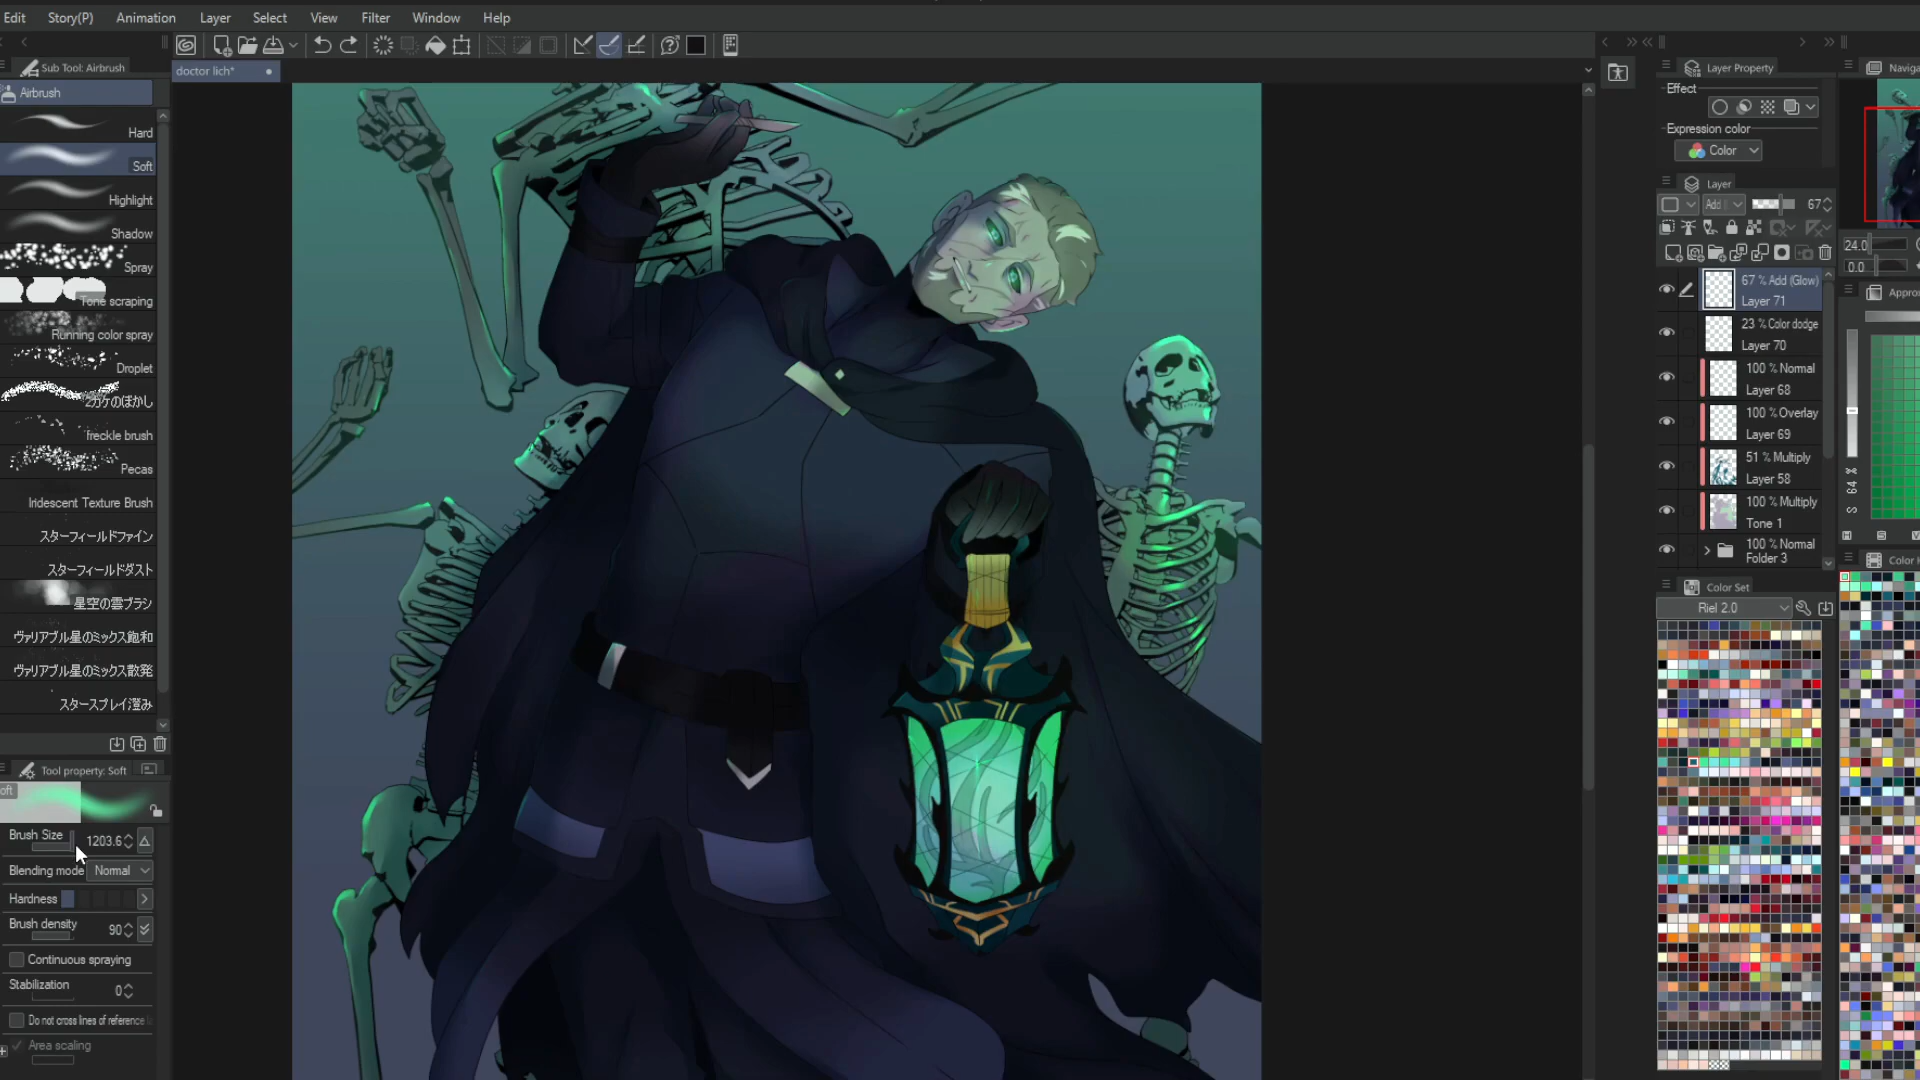 Edit Story(P) Animation Layer Select View Filter Window Help
Sub Tool: Airbrush
doctor lich*
Airbrush
Hard
Soft
Highlight
Shadow
Spray
Tone scraping
Running color spray
Droplet
freckle brush
Pecas
Iridescent Texture Brush
スターフィールドファイン
スターフィールドダスト
星空の雲ブラシ
ヴァリアブル星のミックス飽和
ヴァリアブル星のミックス散発
スタースプレイ澄み
Tool property: Soft
Brush Size 1203.6
Blending mode Normal
Hardness
Brush density 90
Continuous spraying
Stabilization 0
Do not cross lines of reference
Area scaling
Layer Property
Effect
Expression color
Color
Layer
67
67 % Add (Glow)
Layer 71
23 % Color dodge
Layer 70
100 % Normal
Layer 68
100 % Overlay
Layer 69
51 % Multiply
Layer 58
100 % Multiply
Tone 1
100 % Normal
Folder 3
Color Set
Riel 2.0
24.0
0.0
64